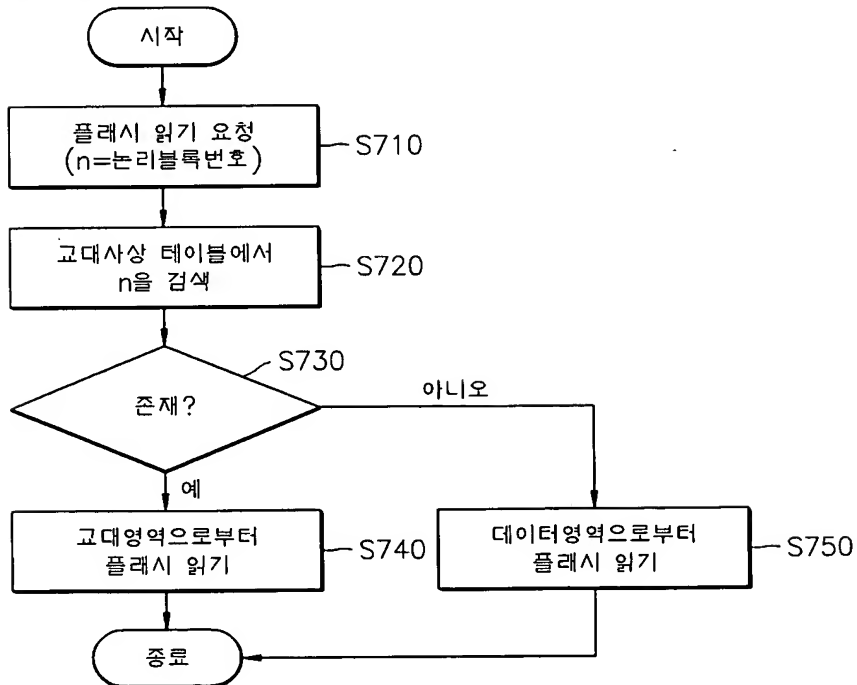 시작
플래시 읽기 요청
(n=논리블록번호)
S710
교대사상 테이블에서
n을 검색
S720
S730
존재?
아니오
예
교대영역으로부터
플래시 읽기
S740
데이터영역으로부터
플래시 읽기
S750
종료